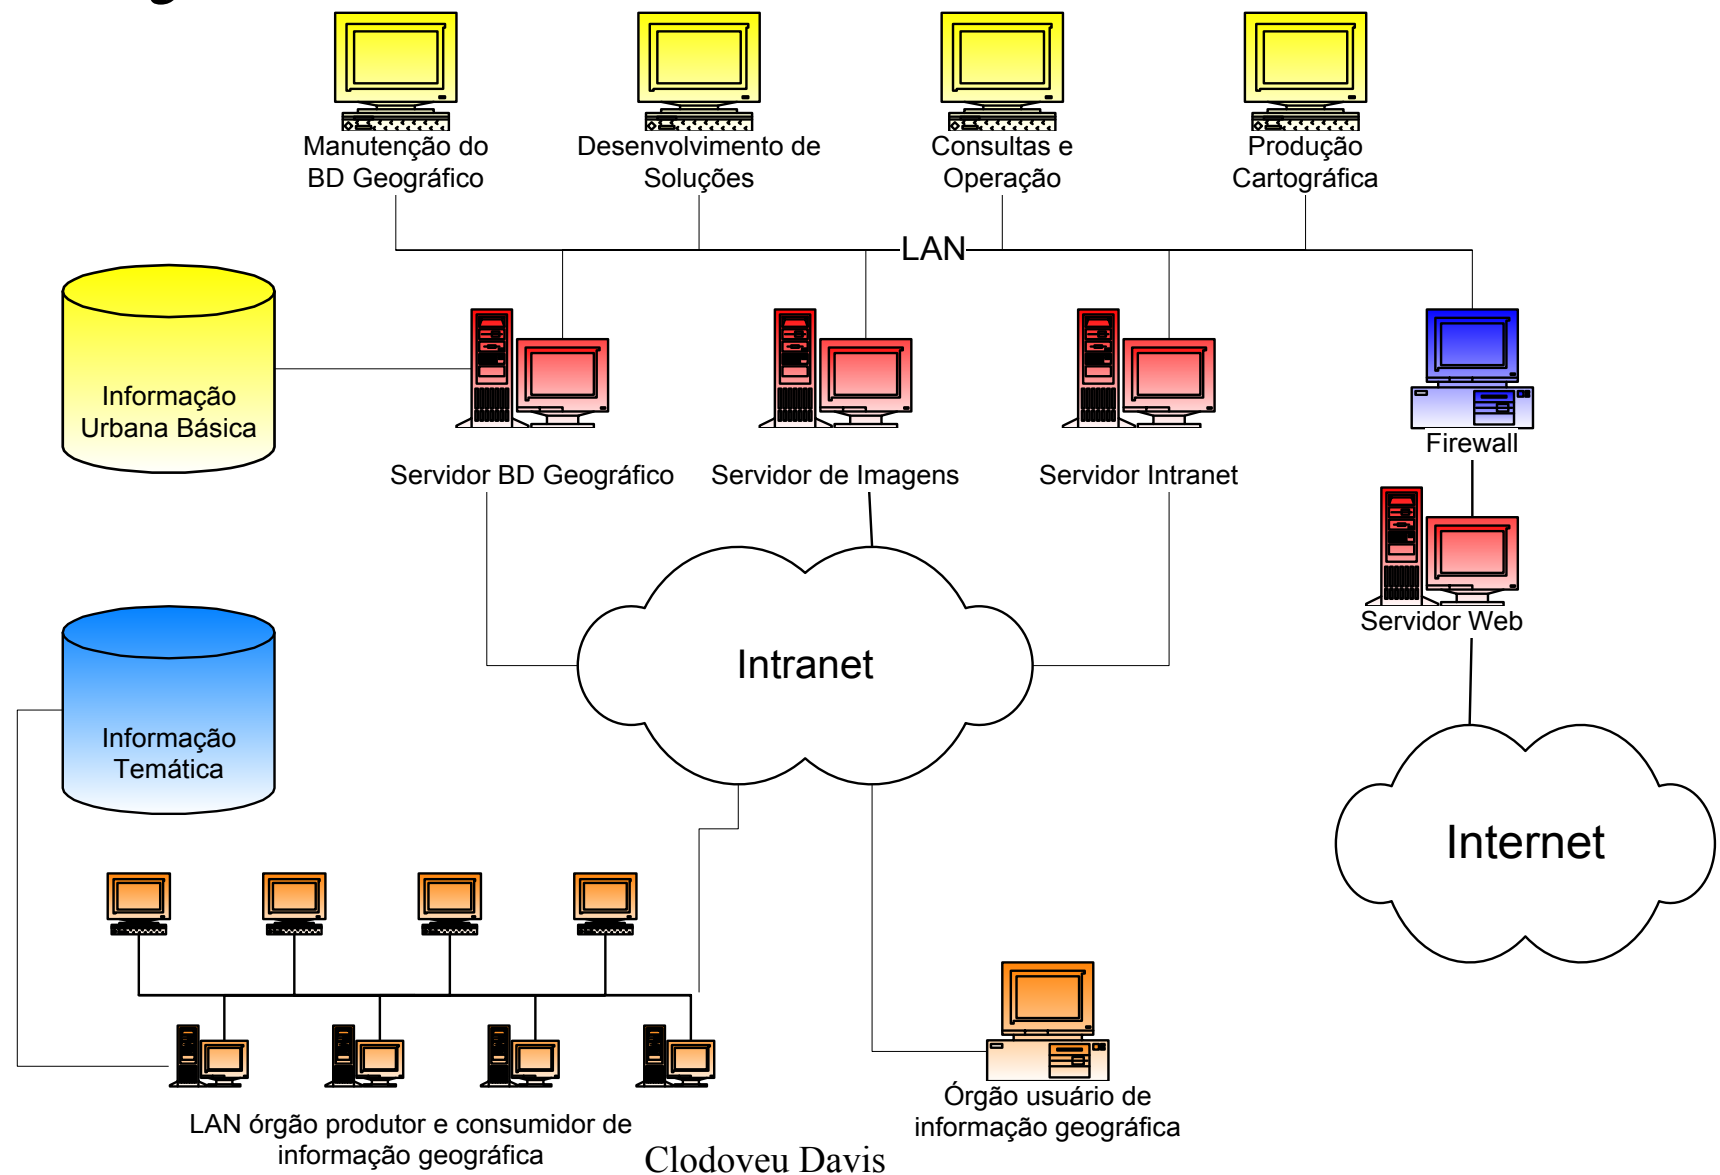 Manutenção do
BD Geográfico
Desenvolvimento de
Soluções
Consultas e
Operação
Produção
Cartográfica
LAN
Informação
Urbana Básica
Servidor BD Geográfico
Servidor de Imagens
Servidor Intranet
Firewall
Servidor Web
Intranet
Informação
Temática
Internet
LAN órgão produtor e consumidor de
informação geográfica
Órgão usuário de
informação geográfica
Clodoveu Davis